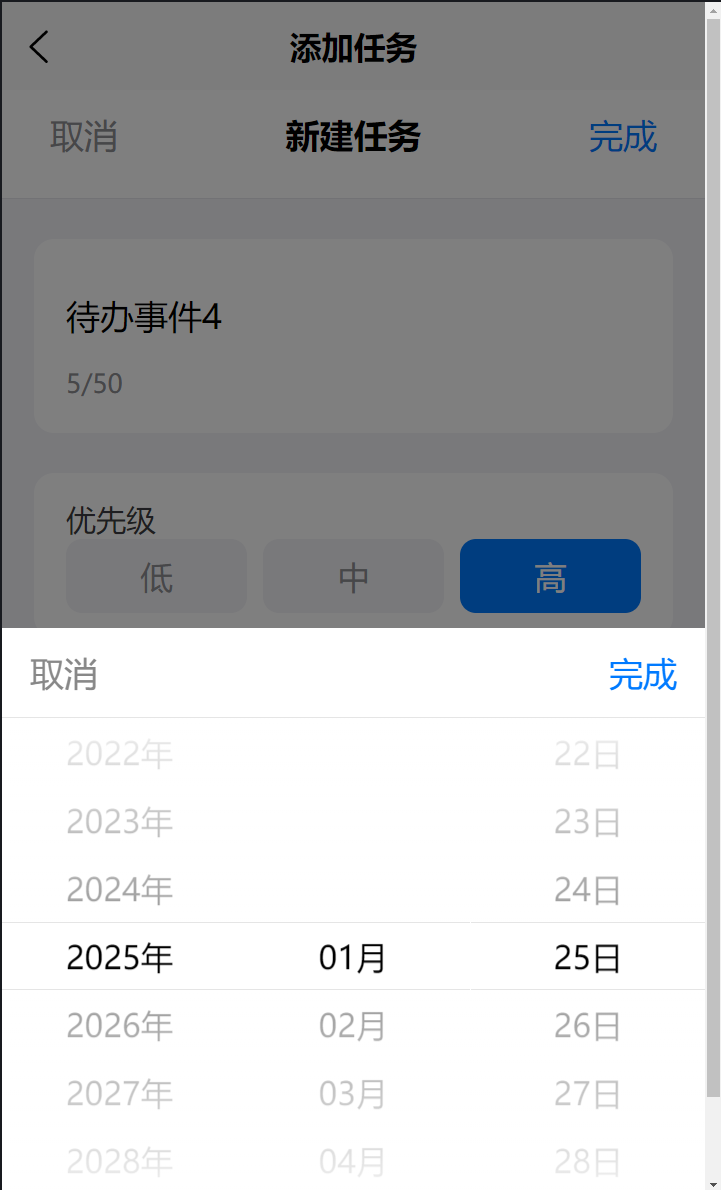 添加任务
取消 新建任务 完成
待办事件4
5/50
优先级
低 中 高
取消 完成
2022年 22日
2023年 23日
2024年 24日
2025年 01月 25日
2026年 02月 26日
2027年 03月 27日
2028年 04月 28日